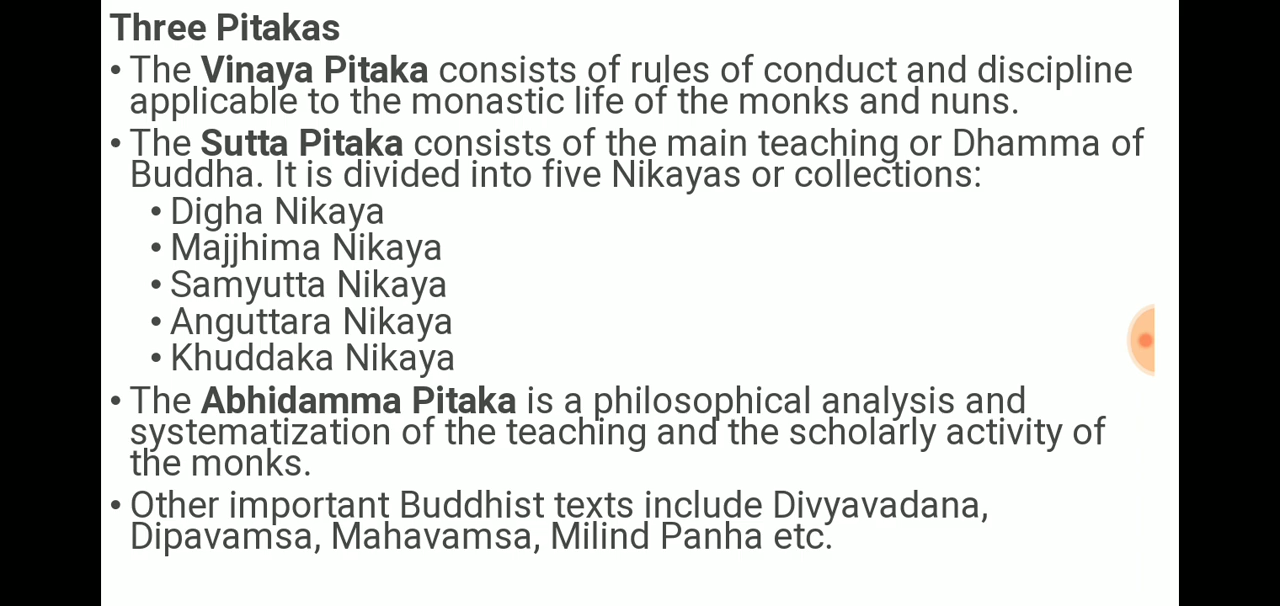 Three Pitakas
• The Vinaya Pitaka consists of rules of conduct and discipline
applicable to the monastic life of the monks and nuns.
• The Sutta Pitaka consists of the main teaching or Dhamma of
Buddha. It is divided into five Nikayas or collections:
• Digha Nikaya
• Majjhima Nikaya
• Samyutta Nikaya
• Anguttara Nikaya
• Khuddaka Nikaya
• The Abhidamma Pitaka is a philosophical analysis and
systematization of the teaching and the scholarly activity of
the monks.
• Other important Buddhist texts include Divyavadana,
Dipavamsa, Mahavamsa, Milind Panha etc.